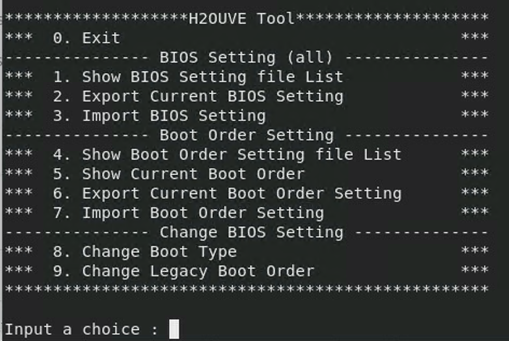 *******************H2OUVE Tool********************
***  0. Exit                                   ***
--------------- BIOS Setting (all) ---------------
***  1. Show BIOS Setting file List            ***
***  2. Export Current BIOS Setting            ***
***  3. Import BIOS Setting                    ***
--------------- Boot Order Setting ---------------
***  4. Show Boot Order Setting file List      ***
***  5. Show Current Boot Order                ***
***  6. Export Current Boot Order Setting      ***
***  7. Import Boot Order Setting              ***
--------------- Change BIOS Setting --------------
***  8. Change Boot Type                       ***
***  9. Change Legacy Boot Order               ***
**************************************************
Input a choice :